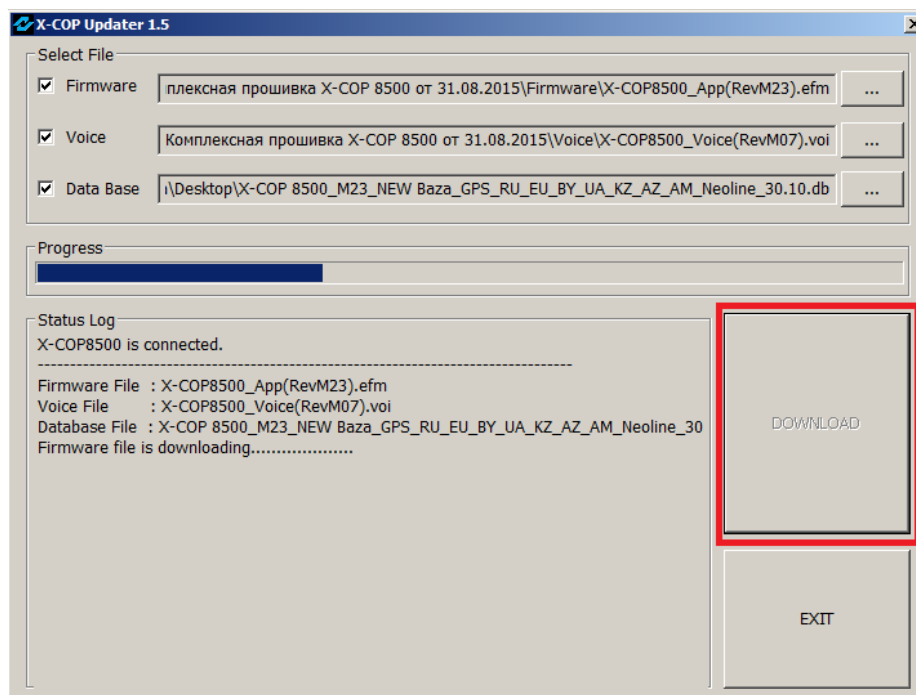 X-COP Updater 1.5
Select File
Firmware
плексная прошивка X-COP 8500 от 31.08.2015\Firmware\X-COP8500_App(RevM23).efm
...
Voice
Комплексная прошивка X-COP 8500 от 31.08.2015\Voice\X-COP8500_Voice(RevM07).voi
...
Data Base
\Desktop\X-COP 8500_M23_NEW Baza_GPS_RU_EU_BY_UA_KZ_AZ_AM_Neoline_30.10.db
...
Progress
Status Log
X-COP8500 is connected.
-----------------------------------------------------------------------------------
Firmware File : X-COP8500_App(RevM23).efm
Voice File : X-COP8500_Voice(RevM07).voi
Database File : X-COP 8500_M23_NEW Baza_GPS_RU_EU_BY_UA_KZ_AZ_AM_Neoline_30
Firmware file is downloading....................
DOWNLOAD
EXIT